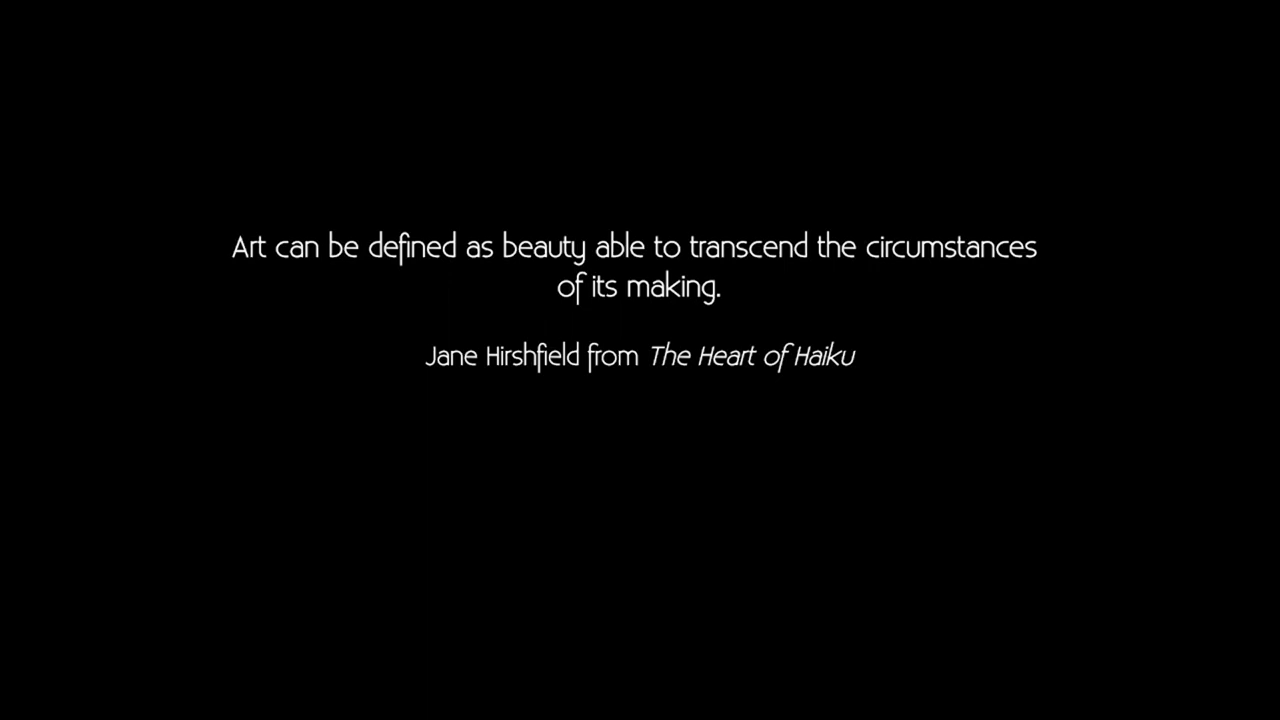 Art can be defined as beauty able to transcend the circumstances
of its making.
Jane Hirshfield from The Heart of Haiku